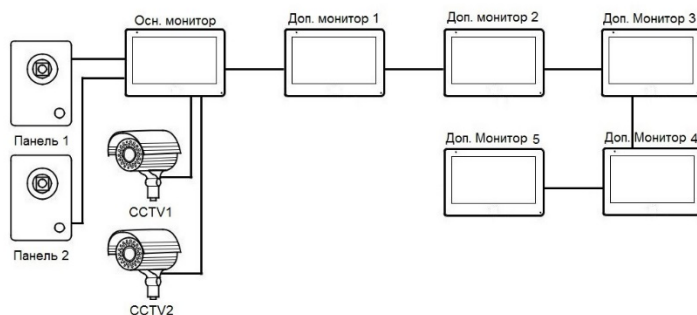 Осн. монитор
Доп. монитор 1
Доп. монитор 2
Доп. Монитор 3
Панель 1
Доп. Монитор 5
Доп. Монитор 4
CCTV1
Панель 2
CCTV2